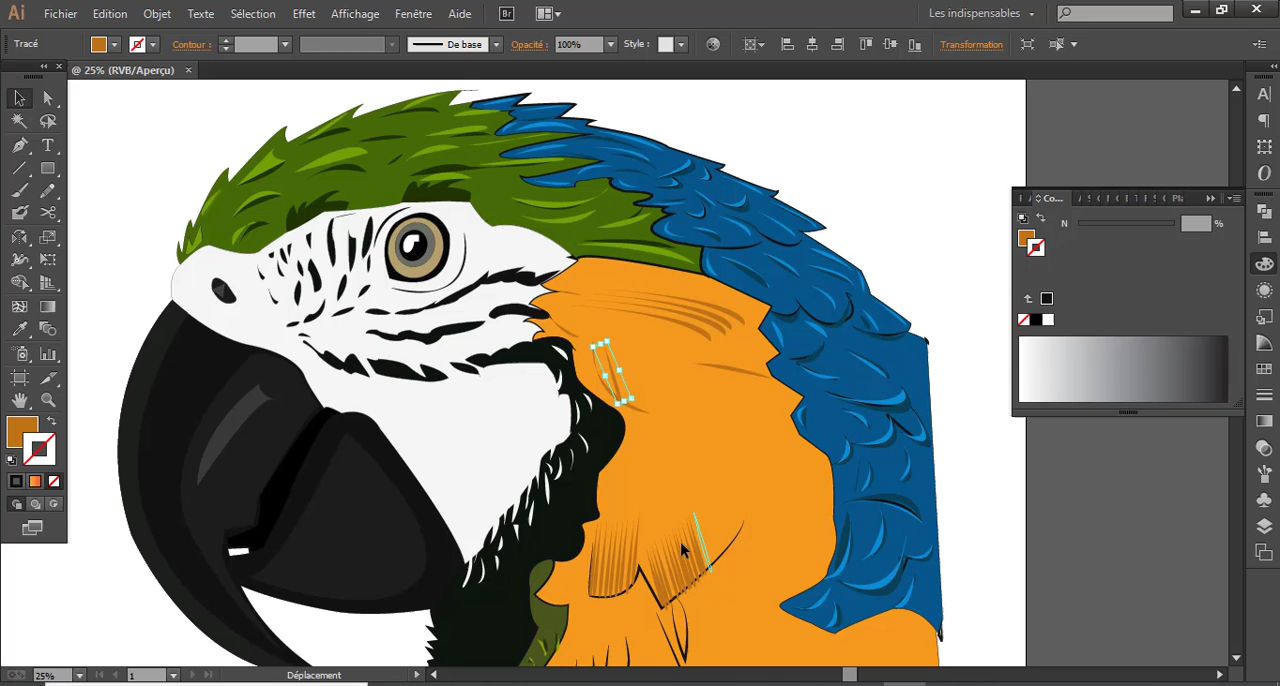 Ai Fichier Edition Objet Texte Sélection Effet Affichage Fenêtre Aide Br Les indispensables
Tracé Contour : De base Opacité : 100% Style : Transformation
@ 25% (RVB/Aperçu) ×
Co...
Pla
N %
25% 1 Déplacement